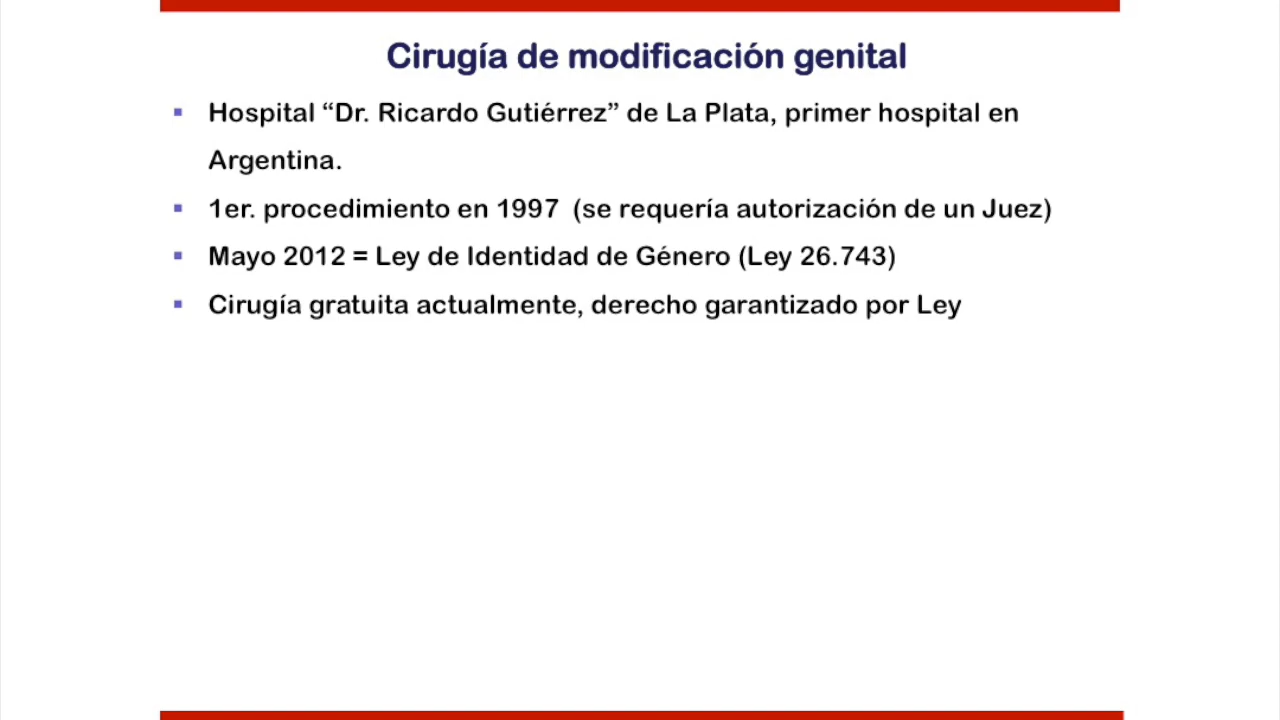 Cirugía de modificación genital
▪ Hospital “Dr. Ricardo Gutiérrez” de La Plata, primer hospital en
Argentina.
▪ 1er. procedimiento en 1997 (se requería autorización de un Juez)
▪ Mayo 2012 = Ley de Identidad de Género (Ley 26.743)
▪ Cirugía gratuita actualmente, derecho garantizado por Ley